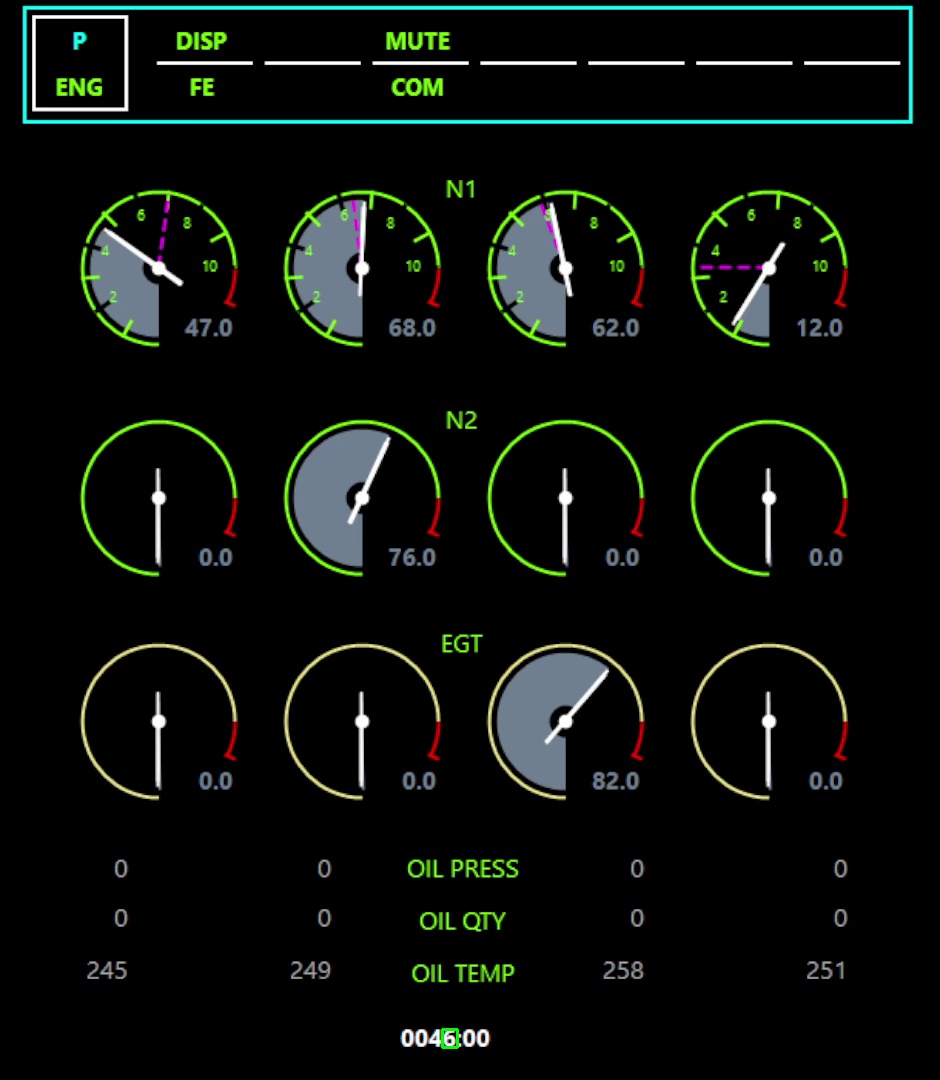 P DISP MUTE
ENG FE COM
N1
6 8 6 8 6 8 6 8
4 10 4 10 4 10 4 10
2 2 2 2
47.0 68.0 62.0 12.0
N2
0.0 76.0 0.0 0.0
EGT
0.0 0.0 82.0 0.0
0 0 OIL PRESS 0 0
0 0 OIL QTY 0 0
245 249 OIL TEMP 258 251
0046:00